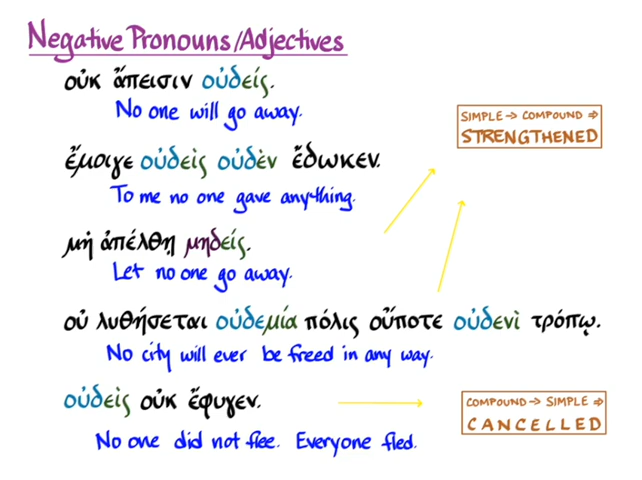 Negative Pronouns/Adjectives
οὐκ ἄπεισιν οὐδείς.
No one will go away.
SIMPLE → COMPOUND ⇒
STRENGTHENED
ἔμοιγε οὐδεὶς οὐδὲν ἔδωκεν.
To me no one gave anything.
μὴ ἀπέλθῃ μηδείς.
Let no one go away.
οὐ λυθήσεται οὐδεμία πόλις οὔποτε οὐδενὶ τρόπῳ.
No city will ever be freed in any way.
οὐδεὶς οὐκ ἔφυγεν.
COMPOUND → SIMPLE ⇒
CANCELLED
No one did not flee. Everyone fled.